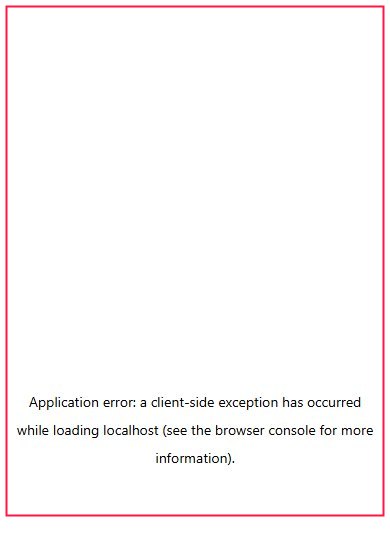 Application error: a client-side exception has occurred
while loading localhost (see the browser console for more
information).